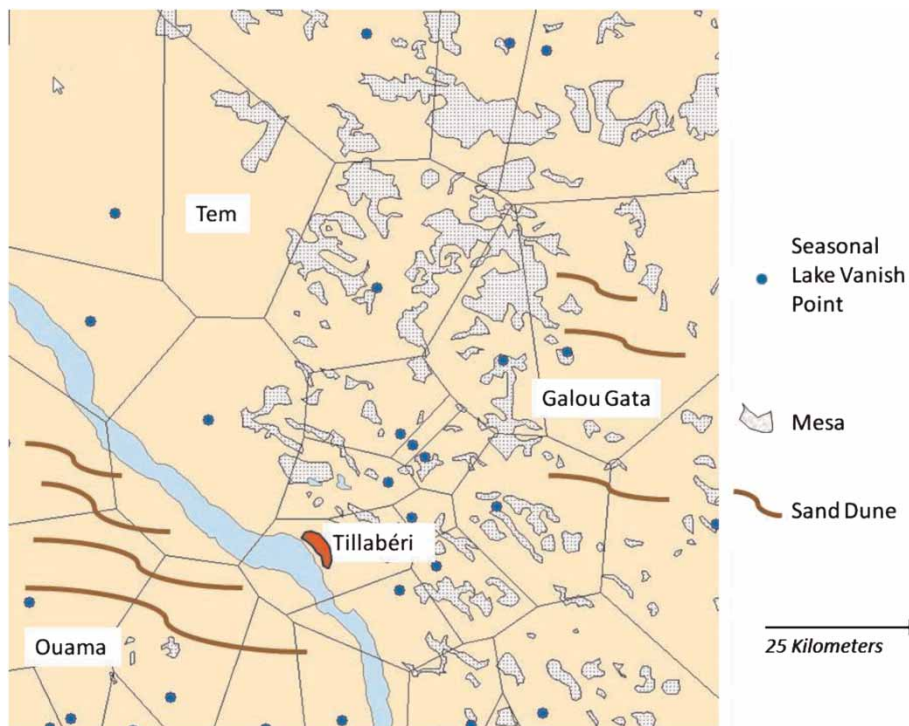 Tem
Galou Gata
Tillabéri
Ouama
Seasonal
Lake Vanish
Point
Mesa
Sand Dune
25 Kilometers